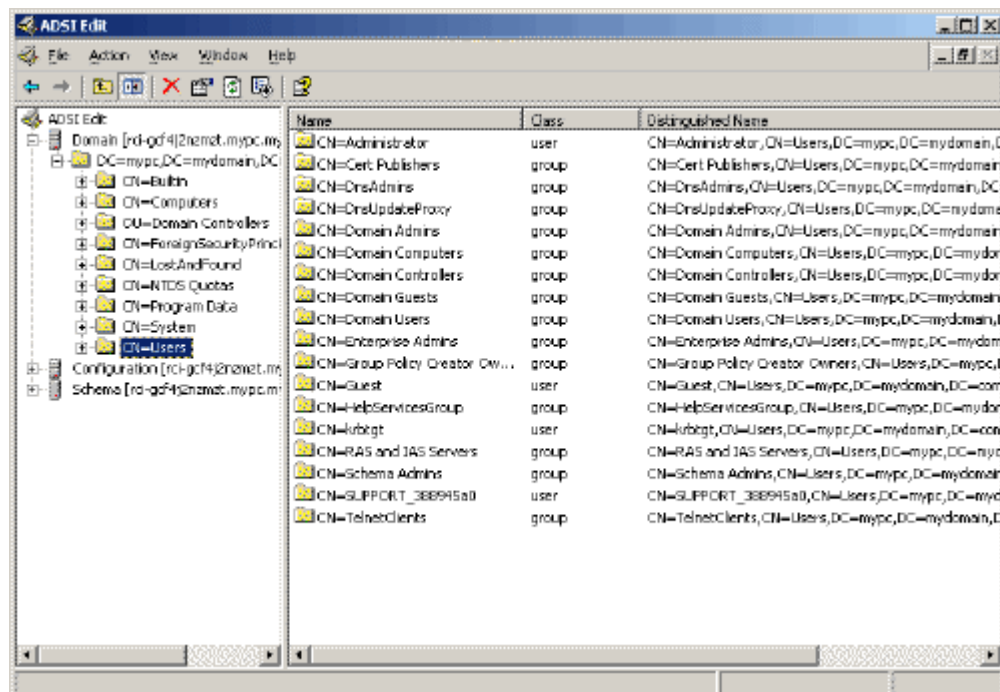 ADSI Edit
File Action View Window Help
ADSI Edit
Domain [rci-gcf4j2nzmzt.mypc.my
DC=mypc,DC=mydomain,DC
CN=Builtin
CN=Computers
OU=Domain Controllers
CN=ForeignSecurityPrinci
CN=LostAndFound
CN=NTDS Quotas
CN=Program Data
CN=System
CN=Users
Configuration [rci-gcf4j2nzmzt.my
Schema [rci-gcf4j2nzmzt.mypc.my
Name Class Distinguished Name
CN=Administrator user CN=Administrator,CN=Users,DC=mypc,DC=mydomain,D
CN=Cert Publishers group CN=Cert Publishers,CN=Users,DC=mypc,DC=mydomain
CN=DnsAdmins group CN=DnsAdmins,CN=Users,DC=mypc,DC=mydomain,DC
CN=DnsUpdateProxy group CN=DnsUpdateProxy,CN=Users,DC=mypc,DC=mydoma
CN=Domain Admins group CN=Domain Admins,CN=Users,DC=mypc,DC=mydomain
CN=Domain Computers group CN=Domain Computers,CN=Users,DC=mypc,DC=mydor
CN=Domain Controllers group CN=Domain Controllers,CN=Users,DC=mypc,DC=mydom
CN=Domain Guests group CN=Domain Guests,CN=Users,DC=mypc,DC=mydomain
CN=Domain Users group CN=Domain Users,CN=Users,DC=mypc,DC=mydomain,D
CN=Enterprise Admins group CN=Enterprise Admins,CN=Users,DC=mypc,DC=mydom
CN=Group Policy Creator Ow... group CN=Group Policy Creator Owners,CN=Users,DC=mypc,D
CN=Guest user CN=Guest,CN=Users,DC=mypc,DC=mydomain,DC=com
CN=HelpServicesGroup group CN=HelpServicesGroup,CN=Users,DC=mypc,DC=mydor
CN=krbtgt user CN=krbtgt,CN=Users,DC=mypc,DC=mydomain,DC=con
CN=RAS and IAS Servers group CN=RAS and IAS Servers,CN=Users,DC=mypc,DC=myd
CN=Schema Admins group CN=Schema Admins,CN=Users,DC=mypc,DC=mydomai
CN=SUPPORT_388945a0 user CN=SUPPORT_388945a0,CN=Users,DC=mypc,DC=myd
CN=TelnetClients group CN=TelnetClients,CN=Users,DC=mypc,DC=mydomain,D